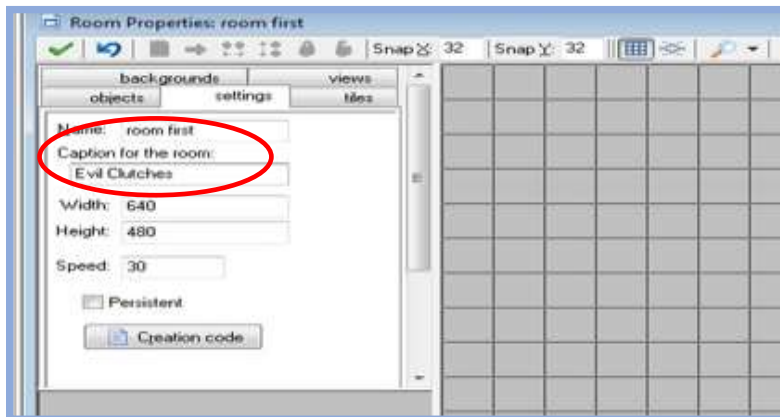 Room Properties: room first
Snap X: 32 Snap Y: 32
backgrounds views
objects settings tiles
Name: room first
Caption for the room:
Evil Clutches
Width: 640
Height: 480
Speed: 30
Persistent
Creation code